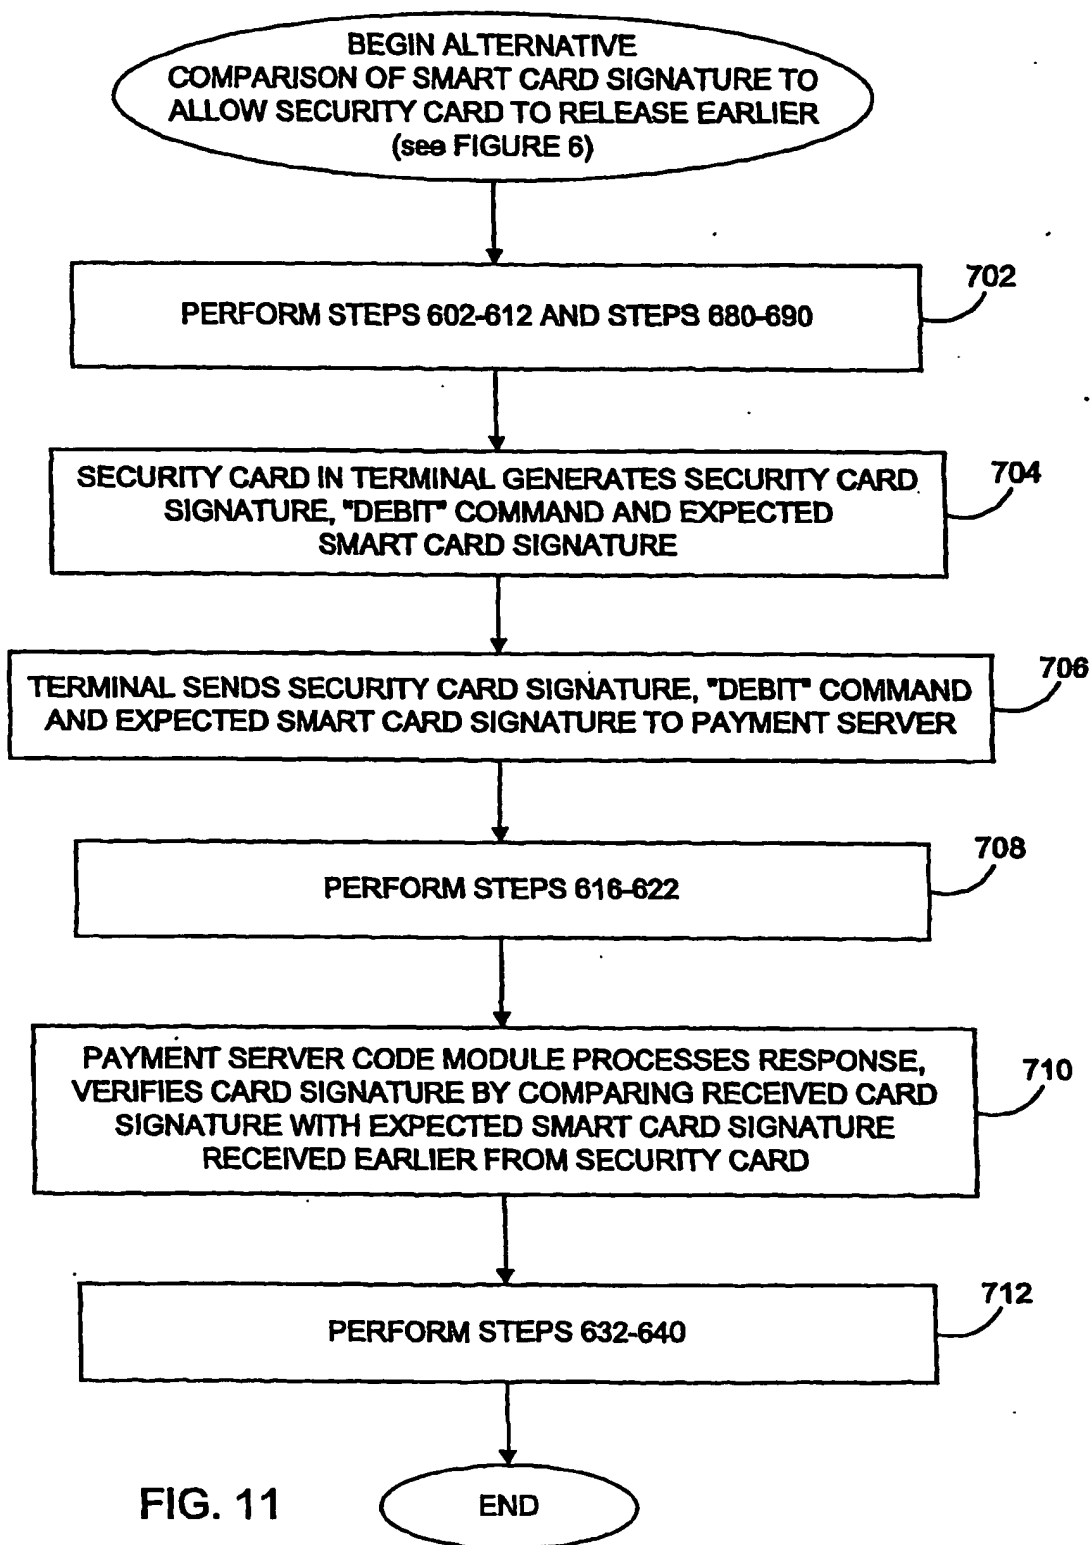 BEGIN ALTERNATIVE
COMPARISON OF SMART CARD SIGNATURE TO
ALLOW SECURITY CARD TO RELEASE EARLIER
(see FIGURE 6)
702
PERFORM STEPS 602-612 AND STEPS 680-690
704
SECURITY CARD IN TERMINAL GENERATES SECURITY CARD
SIGNATURE, "DEBIT" COMMAND AND EXPECTED
SMART CARD SIGNATURE
706
TERMINAL SENDS SECURITY CARD SIGNATURE, "DEBIT" COMMAND
AND EXPECTED SMART CARD SIGNATURE TO PAYMENT SERVER
708
PERFORM STEPS 616-622
710
PAYMENT SERVER CODE MODULE PROCESSES RESPONSE,
VERIFIES CARD SIGNATURE BY COMPARING RECEIVED CARD
SIGNATURE WITH EXPECTED SMART CARD SIGNATURE
RECEIVED EARLIER FROM SECURITY CARD
712
PERFORM STEPS 632-640
FIG. 11
END